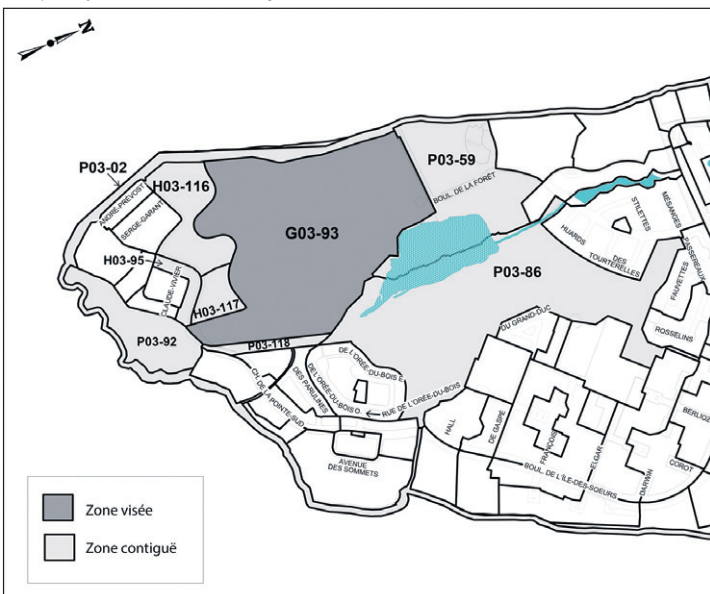 N
P03-02
H03-116
P03-59
ANDRÉ-PRÉVOST
SERGE-GARANT
BOUL. DE LA FORÊT
G03-93
H03-95
CLAUDE-VIVIER
H03-117
P03-86
P03-92
P03-118
HUARDS
DES
TOURTERELLES
STILETTES
MÉSANGES
PASSEREAUX
FAUVETTES
ROSSELINS
DU GRAND-DUC
DE L'ORÉE-DU-BOIS E
DE L'ORÉE-DU-BOIS O
RUE DE L'ORÉE-DU-BOIS
DES PARULINES
CH. DE LA POINTE-SUD
AVENUE
DES SOMMETS
HALL
DE GASPÉ
FRANÇOIS
ELGAR
DARWIN
COROT
BERLIOZ
BOUL. DE L'ÎLE-DES-SOEURS
Zone visée
Zone contiguë